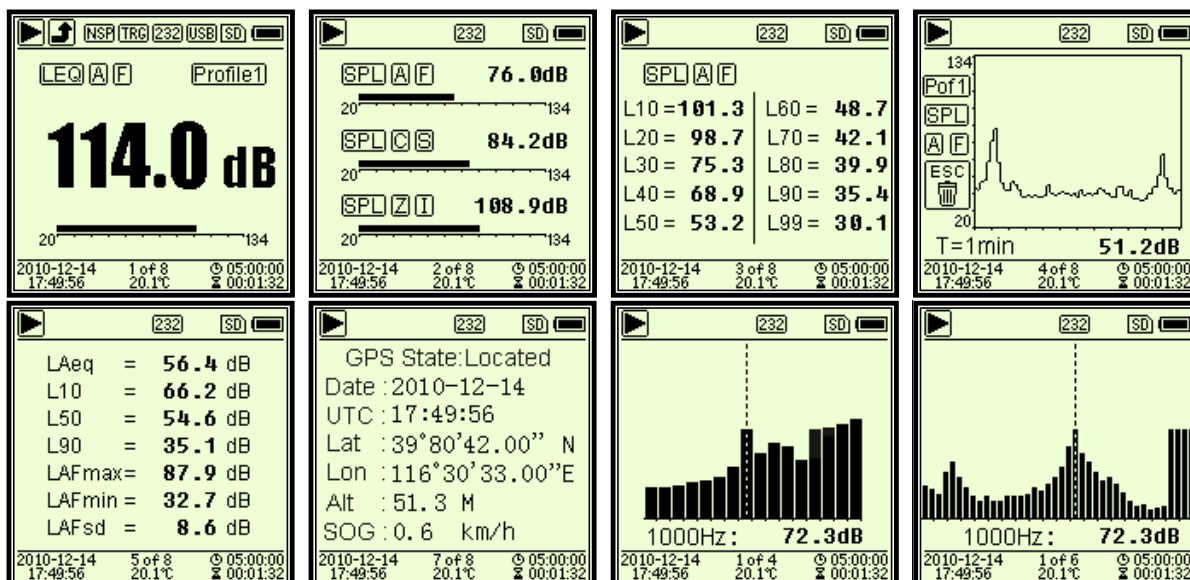 NSP TRG 232 USB SD
LEQ A F Profile1
114.0 dB
20 134
2010-12-14 1 of 8 05:00:00
17:49:56 20.1℃ 00:01:32
232 SD
SPL A F 76.0dB
20 134
SPL C S 84.2dB
20 134
SPL Z I 108.9dB
20 134
2010-12-14 2 of 8 05:00:00
17:49:56 20.1℃ 00:01:32
232 SD
SPL A F
L10 = 101.3 L60 = 48.7
L20 = 98.7 L70 = 42.1
L30 = 75.3 L80 = 39.9
L40 = 68.9 L90 = 35.4
L50 = 53.2 L99 = 30.1
2010-12-14 3 of 8 05:00:00
17:49:56 20.1℃ 00:01:32
232 SD
134
Pof1
SPL
A F
ESC
20
T=1min 51.2dB
2010-12-14 4 of 8 05:00:00
17:49:56 20.1℃ 00:01:32
232 SD
LAeq = 56.4 dB
L10 = 66.2 dB
L50 = 54.6 dB
L90 = 35.1 dB
LAFmax= 87.9 dB
LAFmin = 32.7 dB
LAFsd = 8.6 dB
2010-12-14 5 of 8 05:00:00
17:49:56 20.1℃ 00:01:32
232 SD
GPS State:Located
Date :2010-12-14
UTC :17:49:56
Lat :39°80'42.00" N
Lon :116°30'33.00"E
Alt :51.3 M
SOG :0.6 km/h
2010-12-14 7 of 8 05:00:00
17:49:56 20.1℃ 00:01:32
232 SD
1000Hz: 72.3dB
2010-12-14 1 of 4 05:00:00
17:49:56 20.1℃ 00:01:32
232 SD
1000Hz: 72.3dB
2010-12-14 1 of 6 05:00:00
17:49:56 20.1℃ 00:01:32